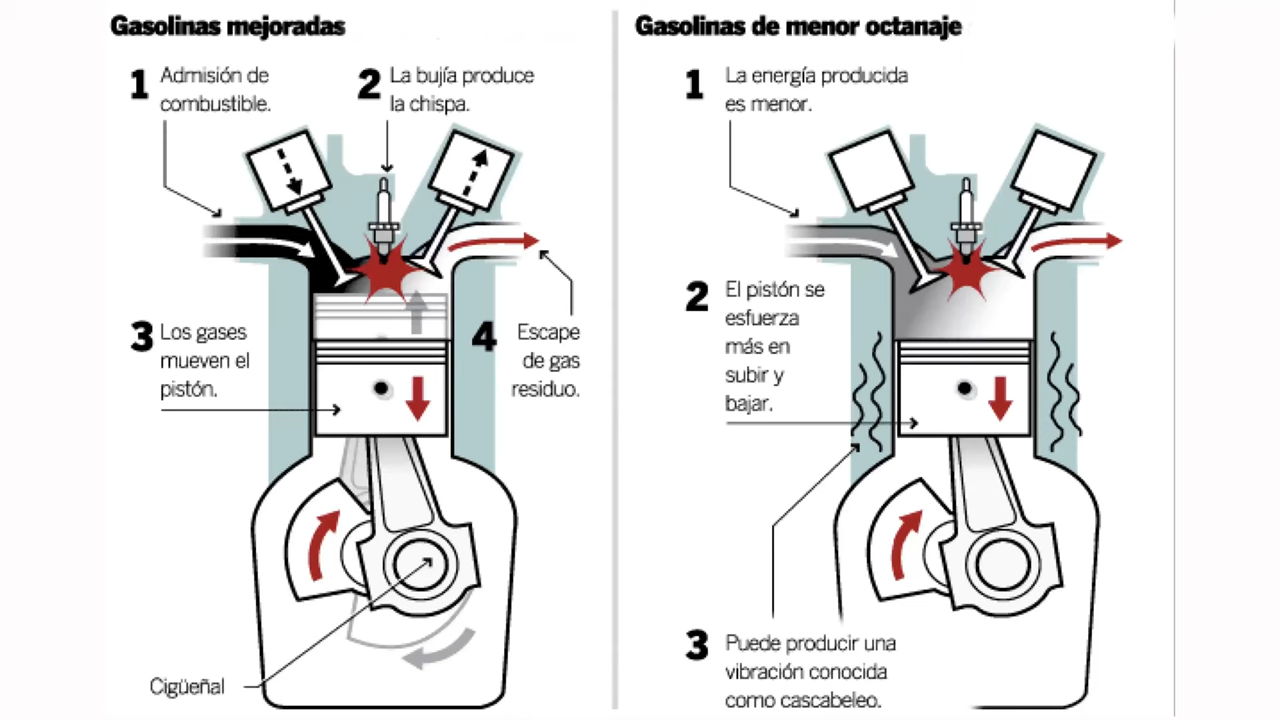 Gasolinas mejoradas
1
Admisión de
combustible.
2
La bujía produce
la chispa.
3
Los gases
mueven el
pistón.
4
Escape
de gas
residuo.
Cigüeñal
Gasolinas de menor octanaje
1
La energía producida
es menor.
2
El pistón se
esfuerza
más en
subir y
bajar.
3
Puede producir una
vibración conocida
como cascabeleo.